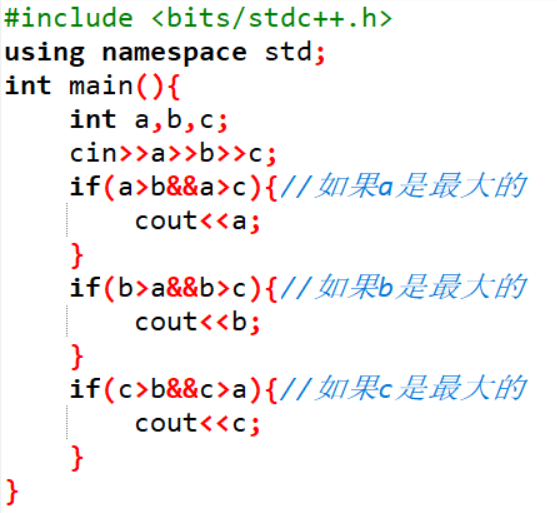 #include <bits/stdc++.h>
using namespace std;
int main(){
    int a,b,c;
    cin>>a>>b>>c;
    if(a>b&&a>c){//如果a是最大的
        cout<<a;
    }
    if(b>a&&b>c){//如果b是最大的
        cout<<b;
    }
    if(c>b&&c>a){//如果c是最大的
        cout<<c;
    }
}